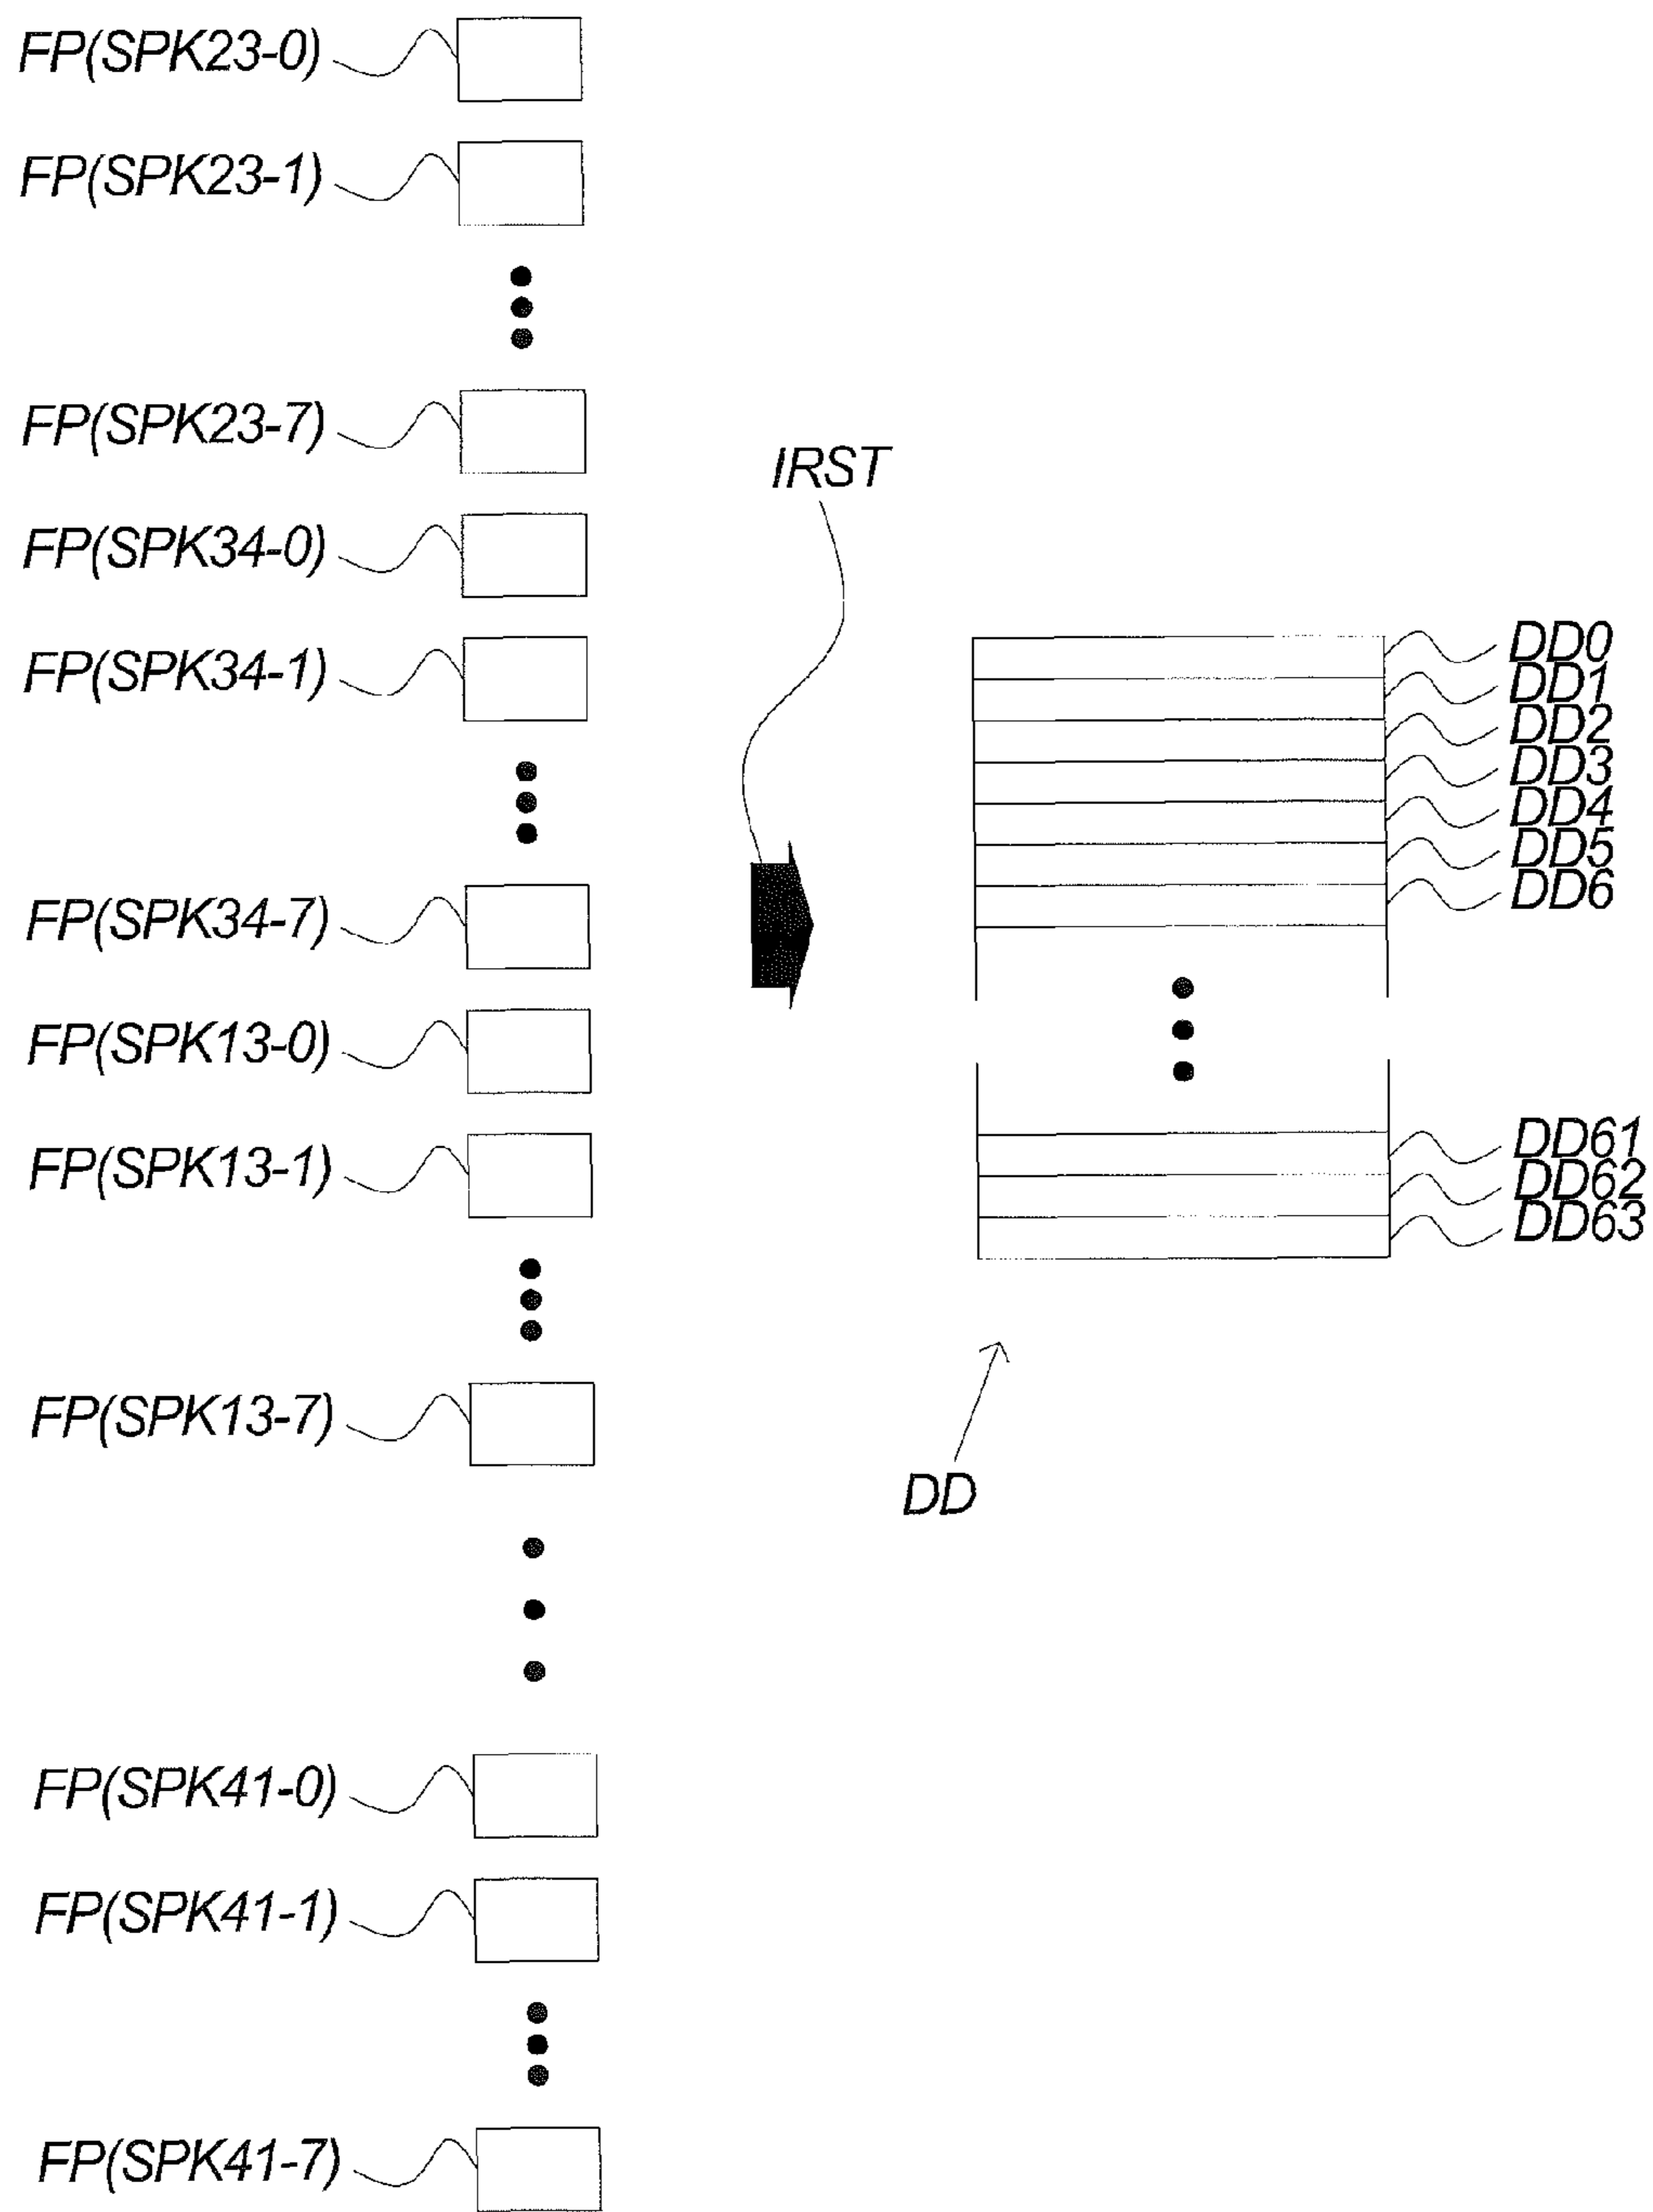 FP(SPK23-0)
FP(SPK23-1)
FP(SPK23-7)
FP(SPK34-0)
FP(SPK34-1)
FP(SPK34-7)
FP(SPK13-0)
FP(SPK13-1)
FP(SPK13-7)
FP(SPK41-0)
FP(SPK41-1)
FP(SPK41-7)
IRST
DD0
DD1
DD2
DD3
DD4
DD5
DD6
DD61
DD62
DD63
DD